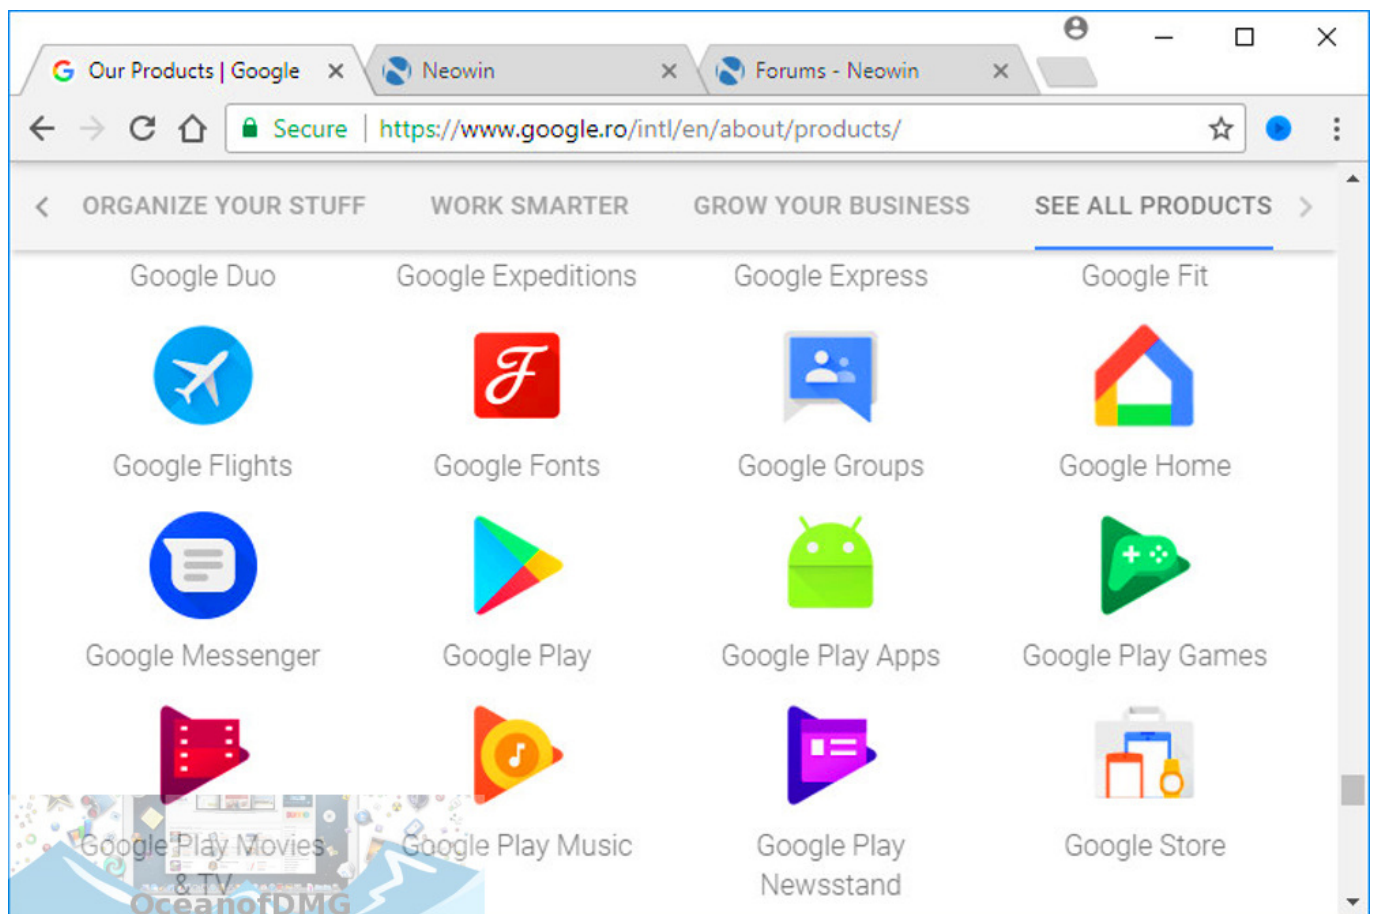 Our Products | Google
Neowin
Forums - Neowin
Secure
https://www.google.ro/intl/en/about/products/
ORGANIZE YOUR STUFF
WORK SMARTER
GROW YOUR BUSINESS
SEE ALL PRODUCTS
Google Duo
Google Expeditions
Google Express
Google Fit
Google Flights
Google Fonts
Google Groups
Google Home
Google Messenger
Google Play
Google Play Apps
Google Play Games
Google Play Movies
& TV
Google Play Music
Google Play
Newsstand
Google Store
OceanofDMG